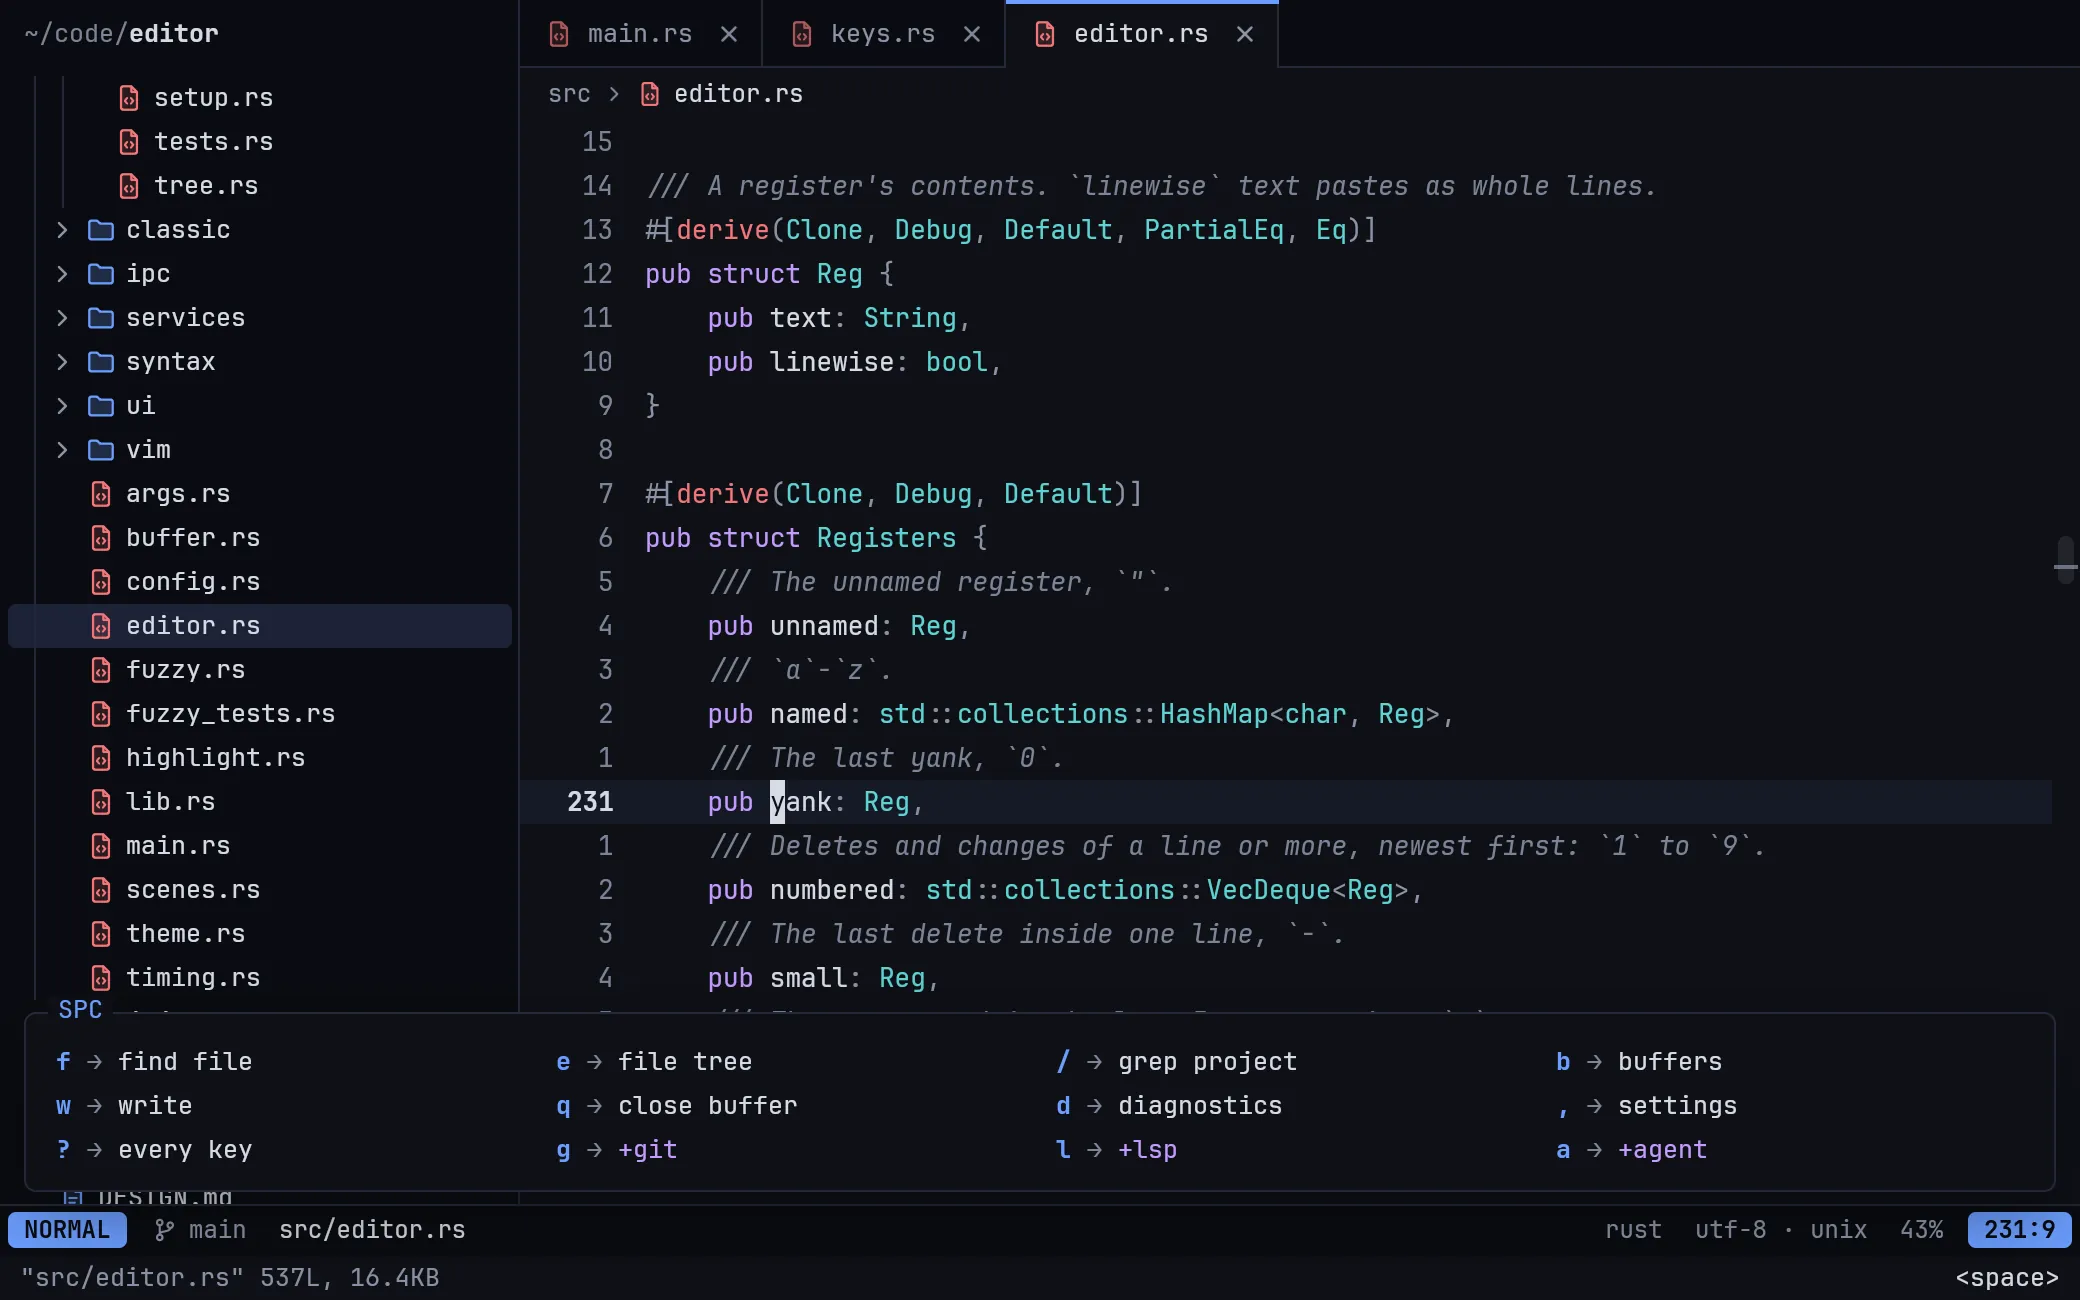 ~/code/editor
setup.rs
tests.rs
tree.rs
classic
ipc
services
syntax
ui
vim
args.rs
buffer.rs
config.rs
editor.rs
fuzzy.rs
fuzzy_tests.rs
highlight.rs
lib.rs
main.rs
scenes.rs
theme.rs
timing.rs
DESIGN.md
main.rs × keys.rs × editor.rs ×
src > editor.rs
15
14 /// A register's contents. `linewise` text pastes as whole lines.
13 #[derive(Clone, Debug, Default, PartialEq, Eq)]
12 pub struct Reg {
11     pub text: String,
10     pub linewise: bool,
9 }
8
7 #[derive(Clone, Debug, Default)]
6 pub struct Registers {
5     /// The unnamed register, `"`.
4     pub unnamed: Reg,
3     /// `a`-`z`.
2     pub named: std::collections::HashMap<char, Reg>,
1     /// The last yank, `0`.
231     pub yank: Reg,
1     /// Deletes and changes of a line or more, newest first: `1` to `9`.
2     pub numbered: std::collections::VecDeque<Reg>,
3     /// The last delete inside one line, `-`.
4     pub small: Reg,
SPC
f → find file e → file tree / → grep project b → buffers
w → write q → close buffer d → diagnostics , → settings
? → every key g → +git l → +lsp a → +agent
NORMAL main src/editor.rs rust utf-8 · unix 43% 231:9
"src/editor.rs" 537L, 16.4KB <space>